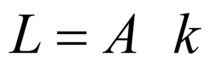 L = A k